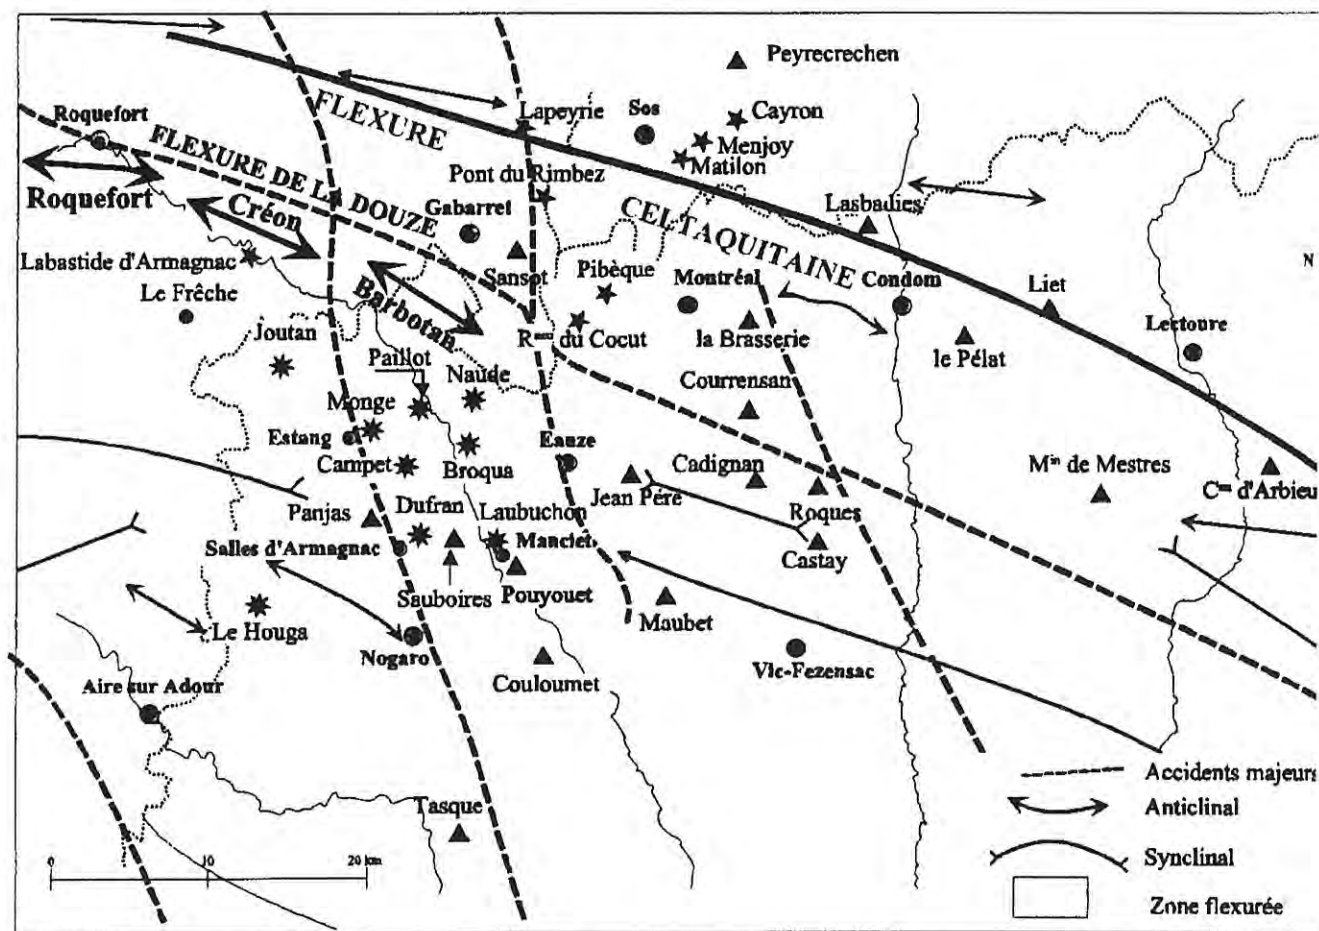 Peyrecrechen
Roquefort
FLEXURE
Lapeyrie
Sos
Cayron
FLEXURE DE LA DOUZE
Menjoy
Matilon
Pont du Rimbez
Roquefort
Créon
Gabarret
CELTAQUITAINE
Lasbadies
Labastide d'Armagnac
Sansot
Pibèque
Montréal
Condom
Liet
N
Le Frêche
Barbotan
Joutan
du Cocut
la Brasserie
le Pélat
Lectoure
Paillot
Naude
Courrensan
Monge
Estang
Eauze
Campet
Broqua
Cadignan
Min de Mestres
Jean Pére
Panjas
Dufran
Laubuchon
Roques
Cne d'Arbieu
Salles d'Armagnac
Manciet
Castay
Sauboires
Pouyouet
Maubet
Le Houga
Nogaro
Couloumet
Vic-Fezensac
Aire sur Adour
Accidents majeurs
Anticlinal
Tasque
Synclinal
0 10 20 km
Zone flexurée